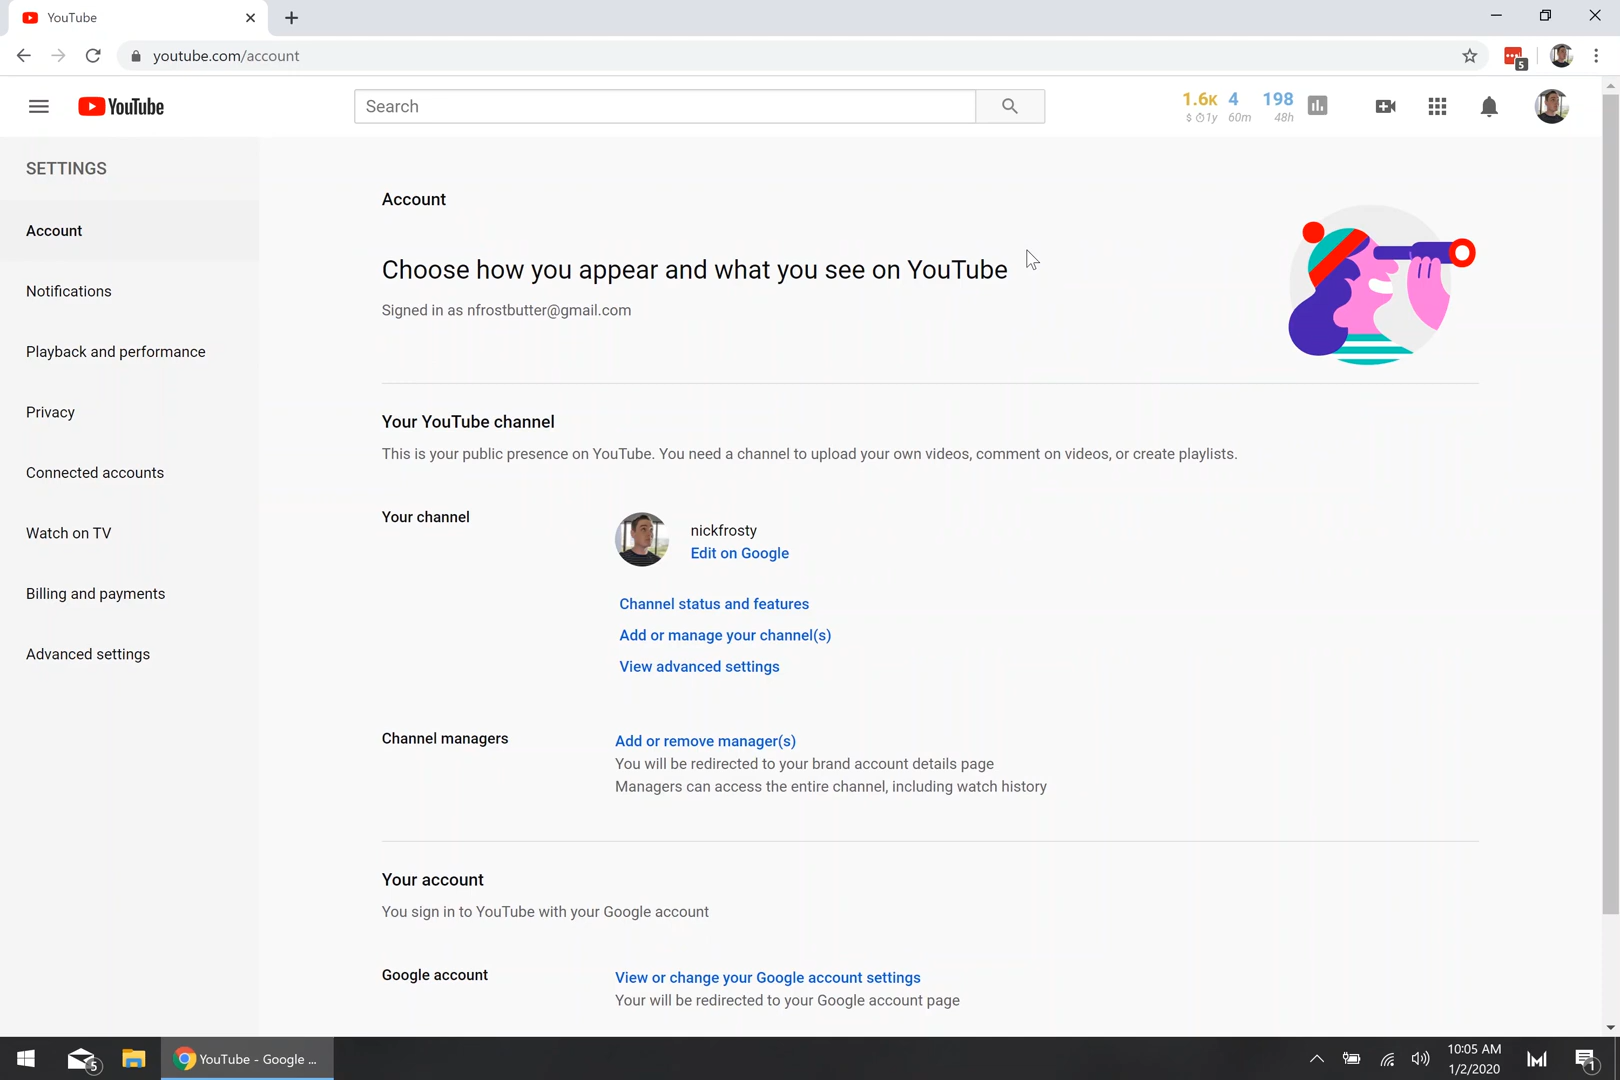 YouTube
youtube.com/account
5
YouTube
Search
1.6K 4 198
$ 1y 60m 48h
SETTINGS
Account
Notifications
Playback and performance
Privacy
Connected accounts
Watch on TV
Billing and payments
Advanced settings
Account
Choose how you appear and what you see on YouTube
Signed in as nfrostbutter@gmail.com
Your YouTube channel
This is your public presence on YouTube. You need a channel to upload your own videos, comment on videos, or create playlists.
Your channel
nickfrosty
Edit on Google
Channel status and features
Add or manage your channel(s)
View advanced settings
Channel managers
Add or remove manager(s)
You will be redirected to your brand account details page
Managers can access the entire channel, including watch history
Your account
You sign in to YouTube with your Google account
Google account
View or change your Google account settings
Your will be redirected to your Google account page
5
YouTube - Google ...
10:05 AM
1/2/2020
1